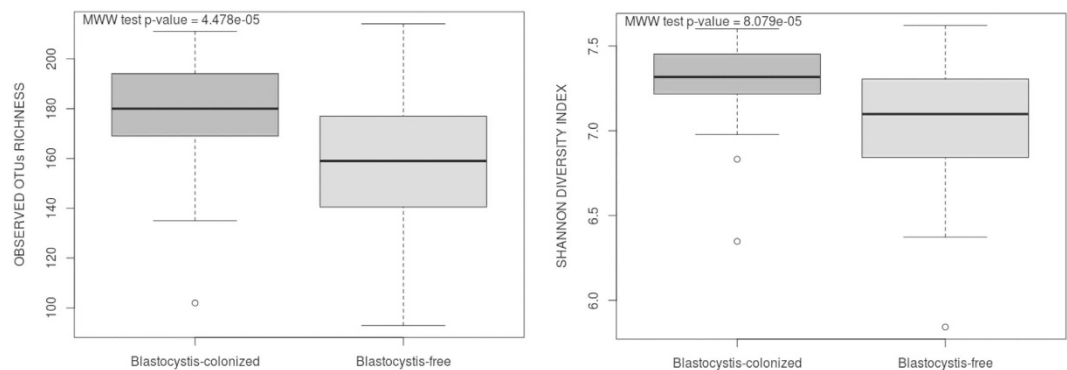 MWW test p-value = 4.478e-05
OBSERVED OTUs RICHNESS
200
180
160
140
120
100
Blastocystis-colonized
Blastocystis-free
MWW test p-value = 8.079e-05
SHANNON DIVERSITY INDEX
7.5
7.0
6.5
6.0
Blastocystis-colonized
Blastocystis-free